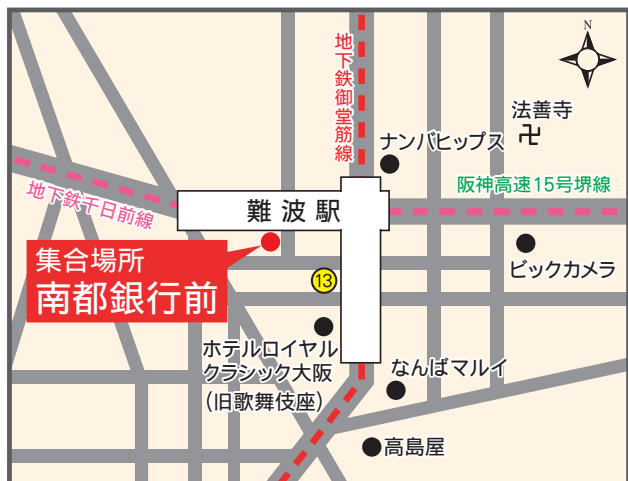 N
地下鉄御堂筋線
法善寺
卍
ナンバヒップス
阪神高速15号堺線
地下鉄千日前線
難波駅
集合場所
南都銀行前
13
ビックカメラ
ホテルロイヤル
クラシック大阪
(旧歌舞伎座)
なんばマルイ
高島屋